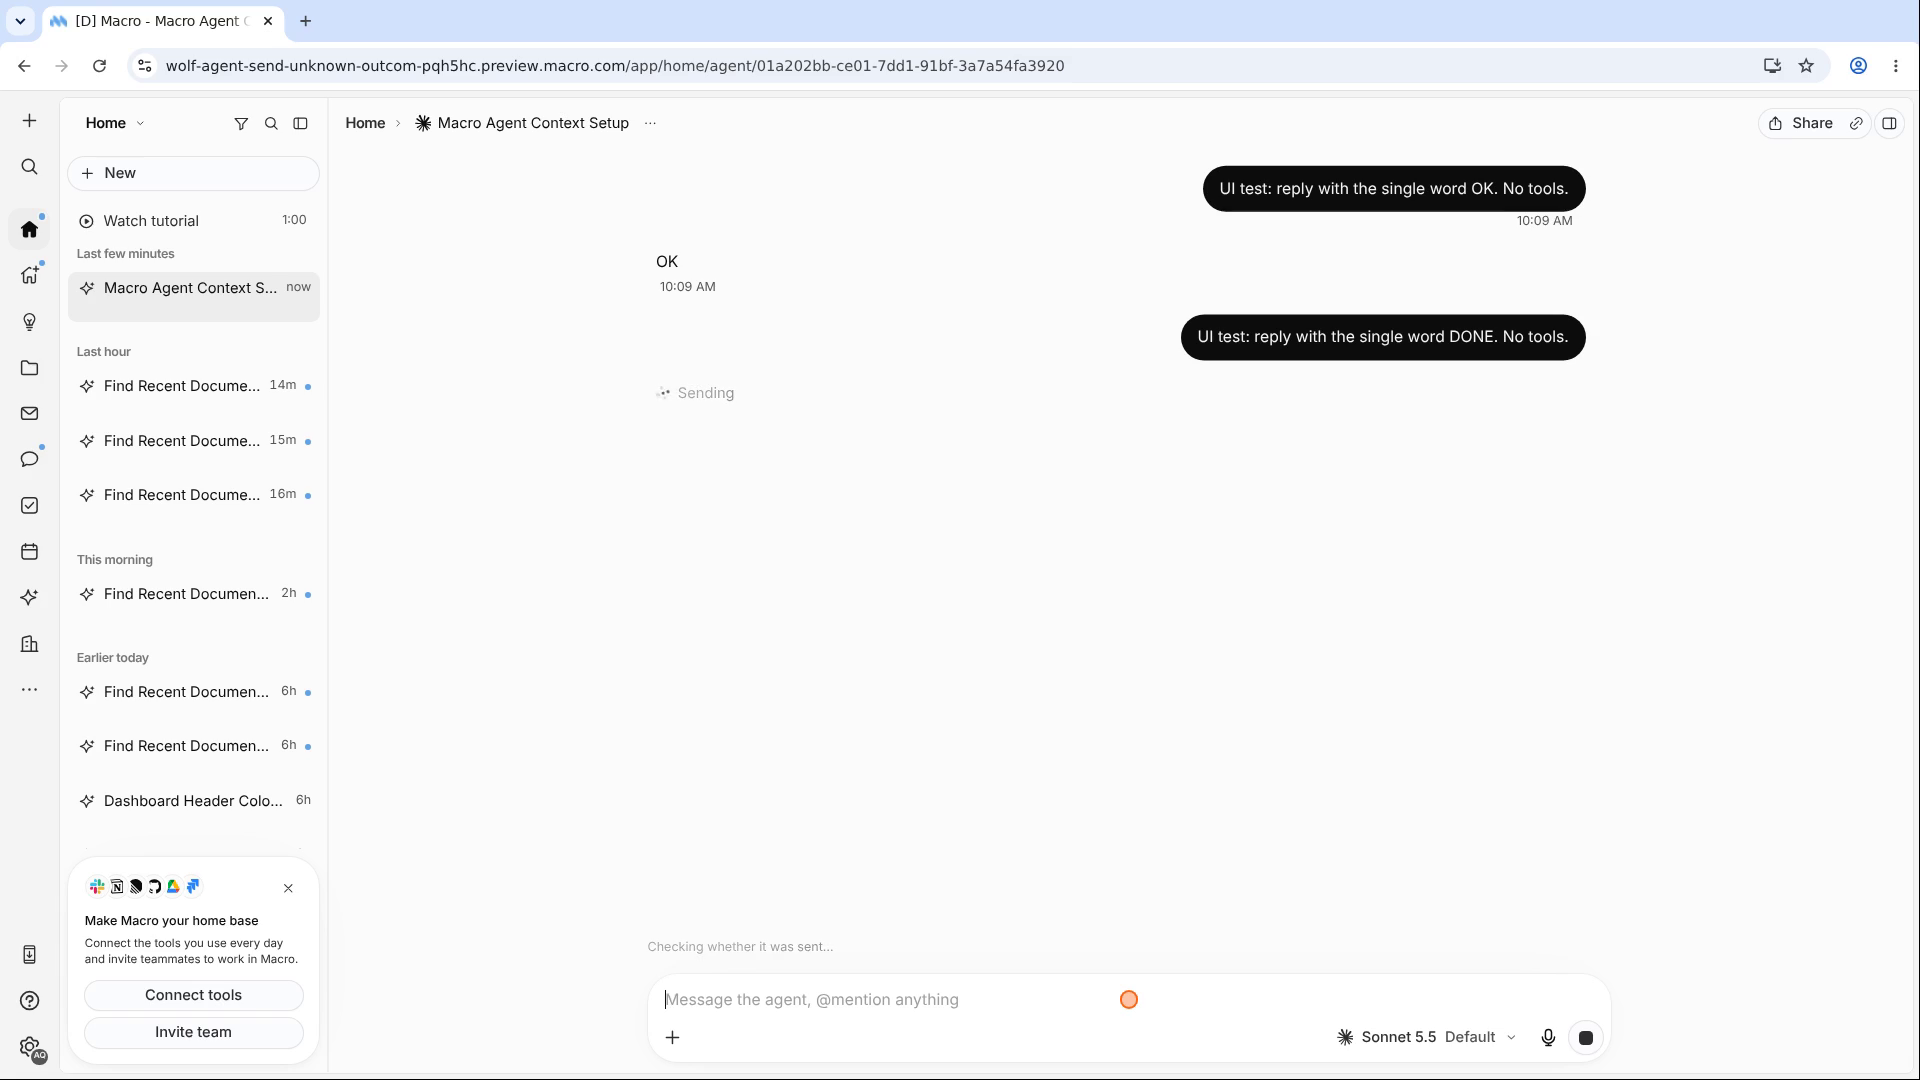 [D] Macro - Macro Agent C
wolf-agent-send-unknown-outcom-pqh5hc.preview.macro.com/app/home/agent/01a202bb-ce01-7dd1-91bf-3a7a54fa3920
Home
New
Watch tutorial 1:00
Last few minutes
Macro Agent Context S... now
Last hour
Find Recent Docume... 14m
Find Recent Docume... 15m
Find Recent Docume... 16m
This morning
Find Recent Documen... 2h
Earlier today
Find Recent Documen... 6h
Find Recent Documen... 6h
Dashboard Header Colo... 6h
Make Macro your home base
Connect the tools you use every day
and invite teammates to work in Macro.
Connect tools
Invite team
AQ
Home > Macro Agent Context Setup ...
Share
UI test: reply with the single word OK. No tools.
10:09 AM
OK
10:09 AM
UI test: reply with the single word DONE. No tools.
Sending
Checking whether it was sent...
Message the agent, @mention anything
Sonnet 5.5 Default